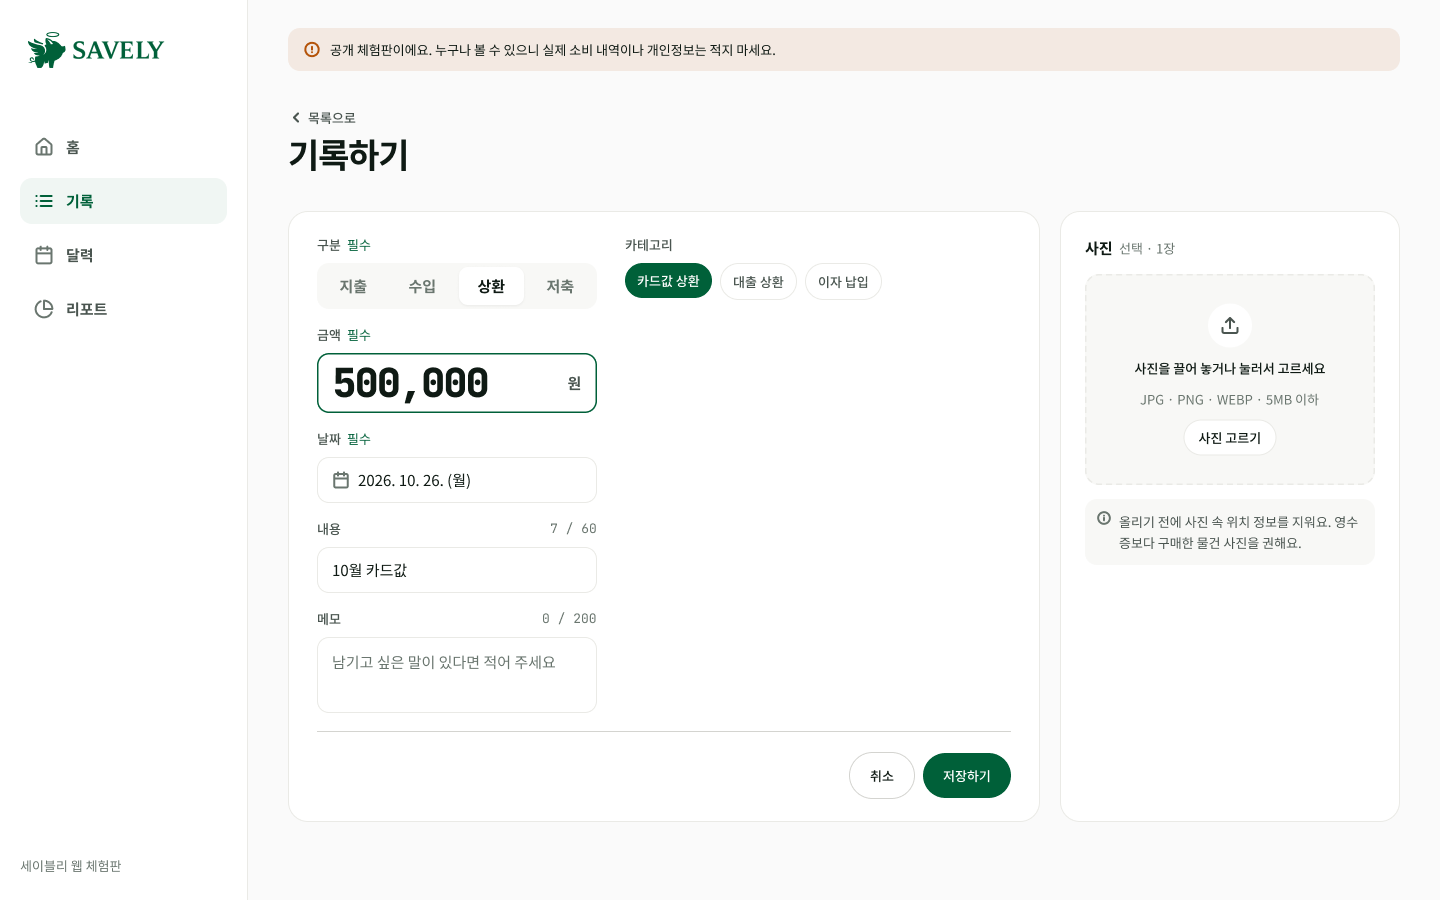 SAVELY
홈
기록
달력
리포트
세이블리 웹 체험판
공개 체험판이에요. 누구나 볼 수 있으니 실제 소비 내역이나 개인정보는 적지 마세요.
목록으로
기록하기
구분 필수
지출 수입 상환 저축
금액 필수
500,000 원
날짜 필수
2026. 10. 26. (월)
내용 7 / 60
10월 카드값
메모 0 / 200
남기고 싶은 말이 있다면 적어 주세요
카테고리
카드값 상환 대출 상환 이자 납입
취소 저장하기
사진 선택 · 1장
사진을 끌어 놓거나 눌러서 고르세요
JPG · PNG · WEBP · 5MB 이하
사진 고르기
올리기 전에 사진 속 위치 정보를 지워요. 영수
증보다 구매한 물건 사진을 권해요.